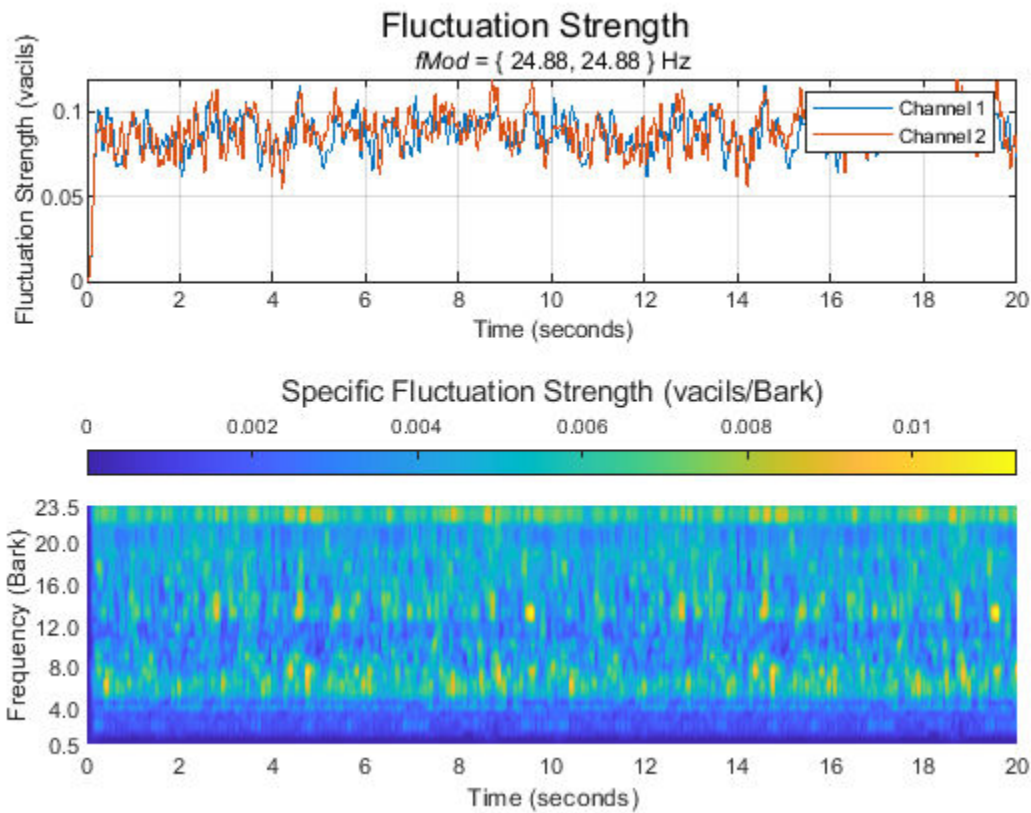 Fluctuation Strength
fMod = { 24.88, 24.88 } Hz
Fluctuation Strength (vacils)
0.1
0.05
0
Channel 1
Channel 2
0 2 4 6 8 10 12 14 16 18 20
Time (seconds)
Specific Fluctuation Strength (vacils/Bark)
0 0.002 0.004 0.006 0.008 0.01
Frequency (Bark)
23.5
20.0
16.0
12.0
8.0
4.0
0.5
0 2 4 6 8 10 12 14 16 18 20
Time (seconds)